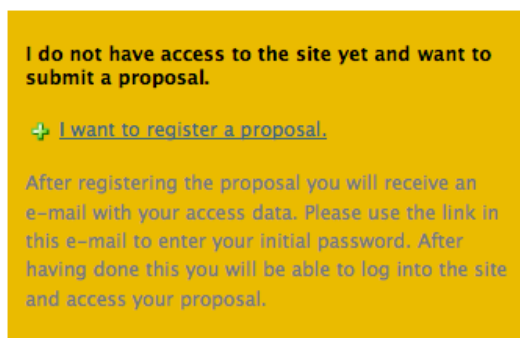 I do not have access to the site yet and want to
submit a proposal.
I want to register a proposal.
After registering the proposal you will receive an
e-mail with your access data. Please use the link in
this e-mail to enter your initial password. After
having done this you will be able to log into the site
and access your proposal.